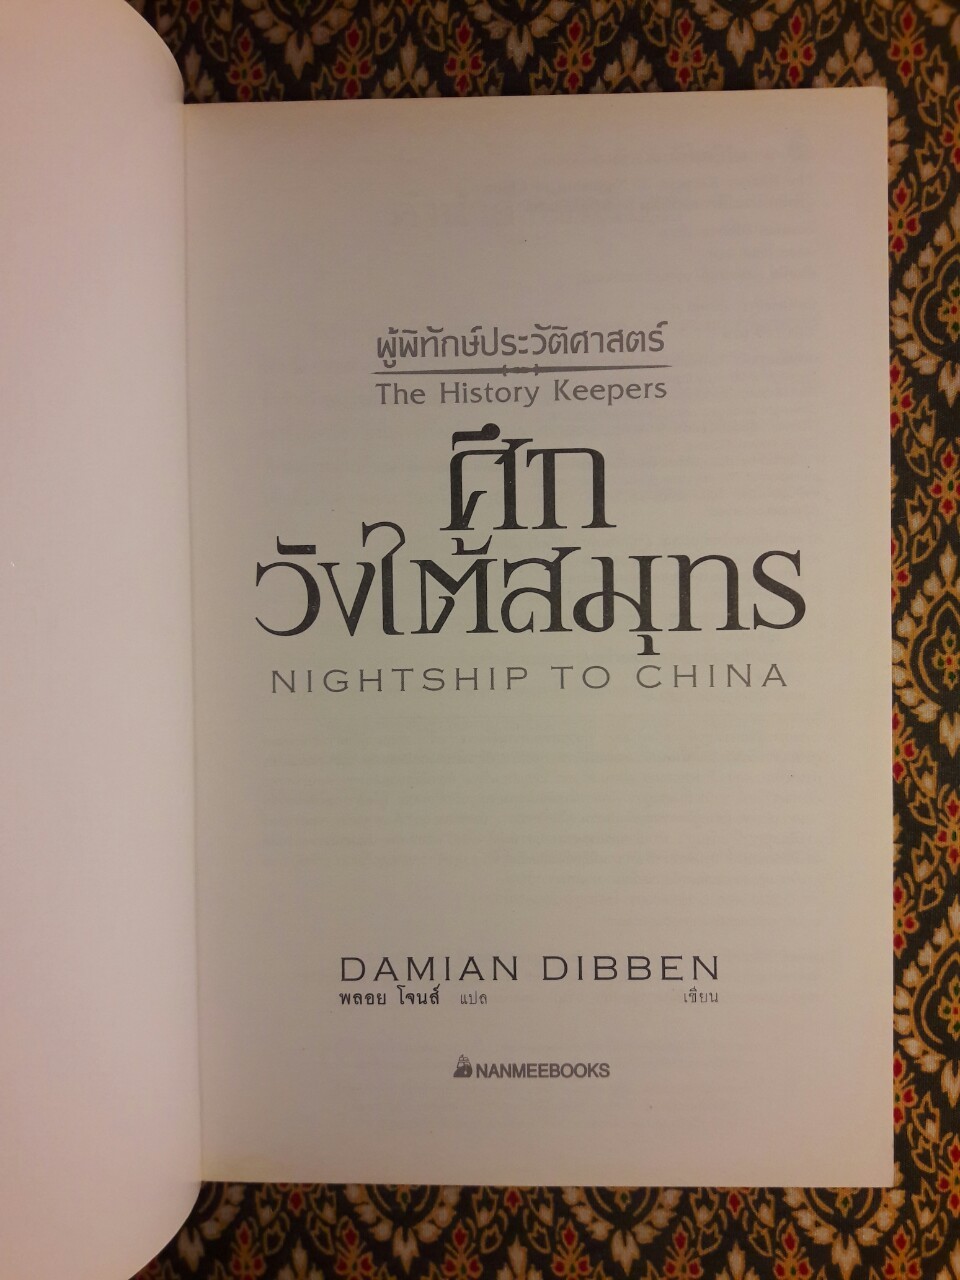 ผู้พิทักษ์ประวัติศาสตร์
The History Keepers
ศึก
วังใต้สมุทร
NIGHTSHIP TO CHINA
DAMIAN DIBBEN
พลอย โจนส์ แปล เขียน
NANMEEBOOKS